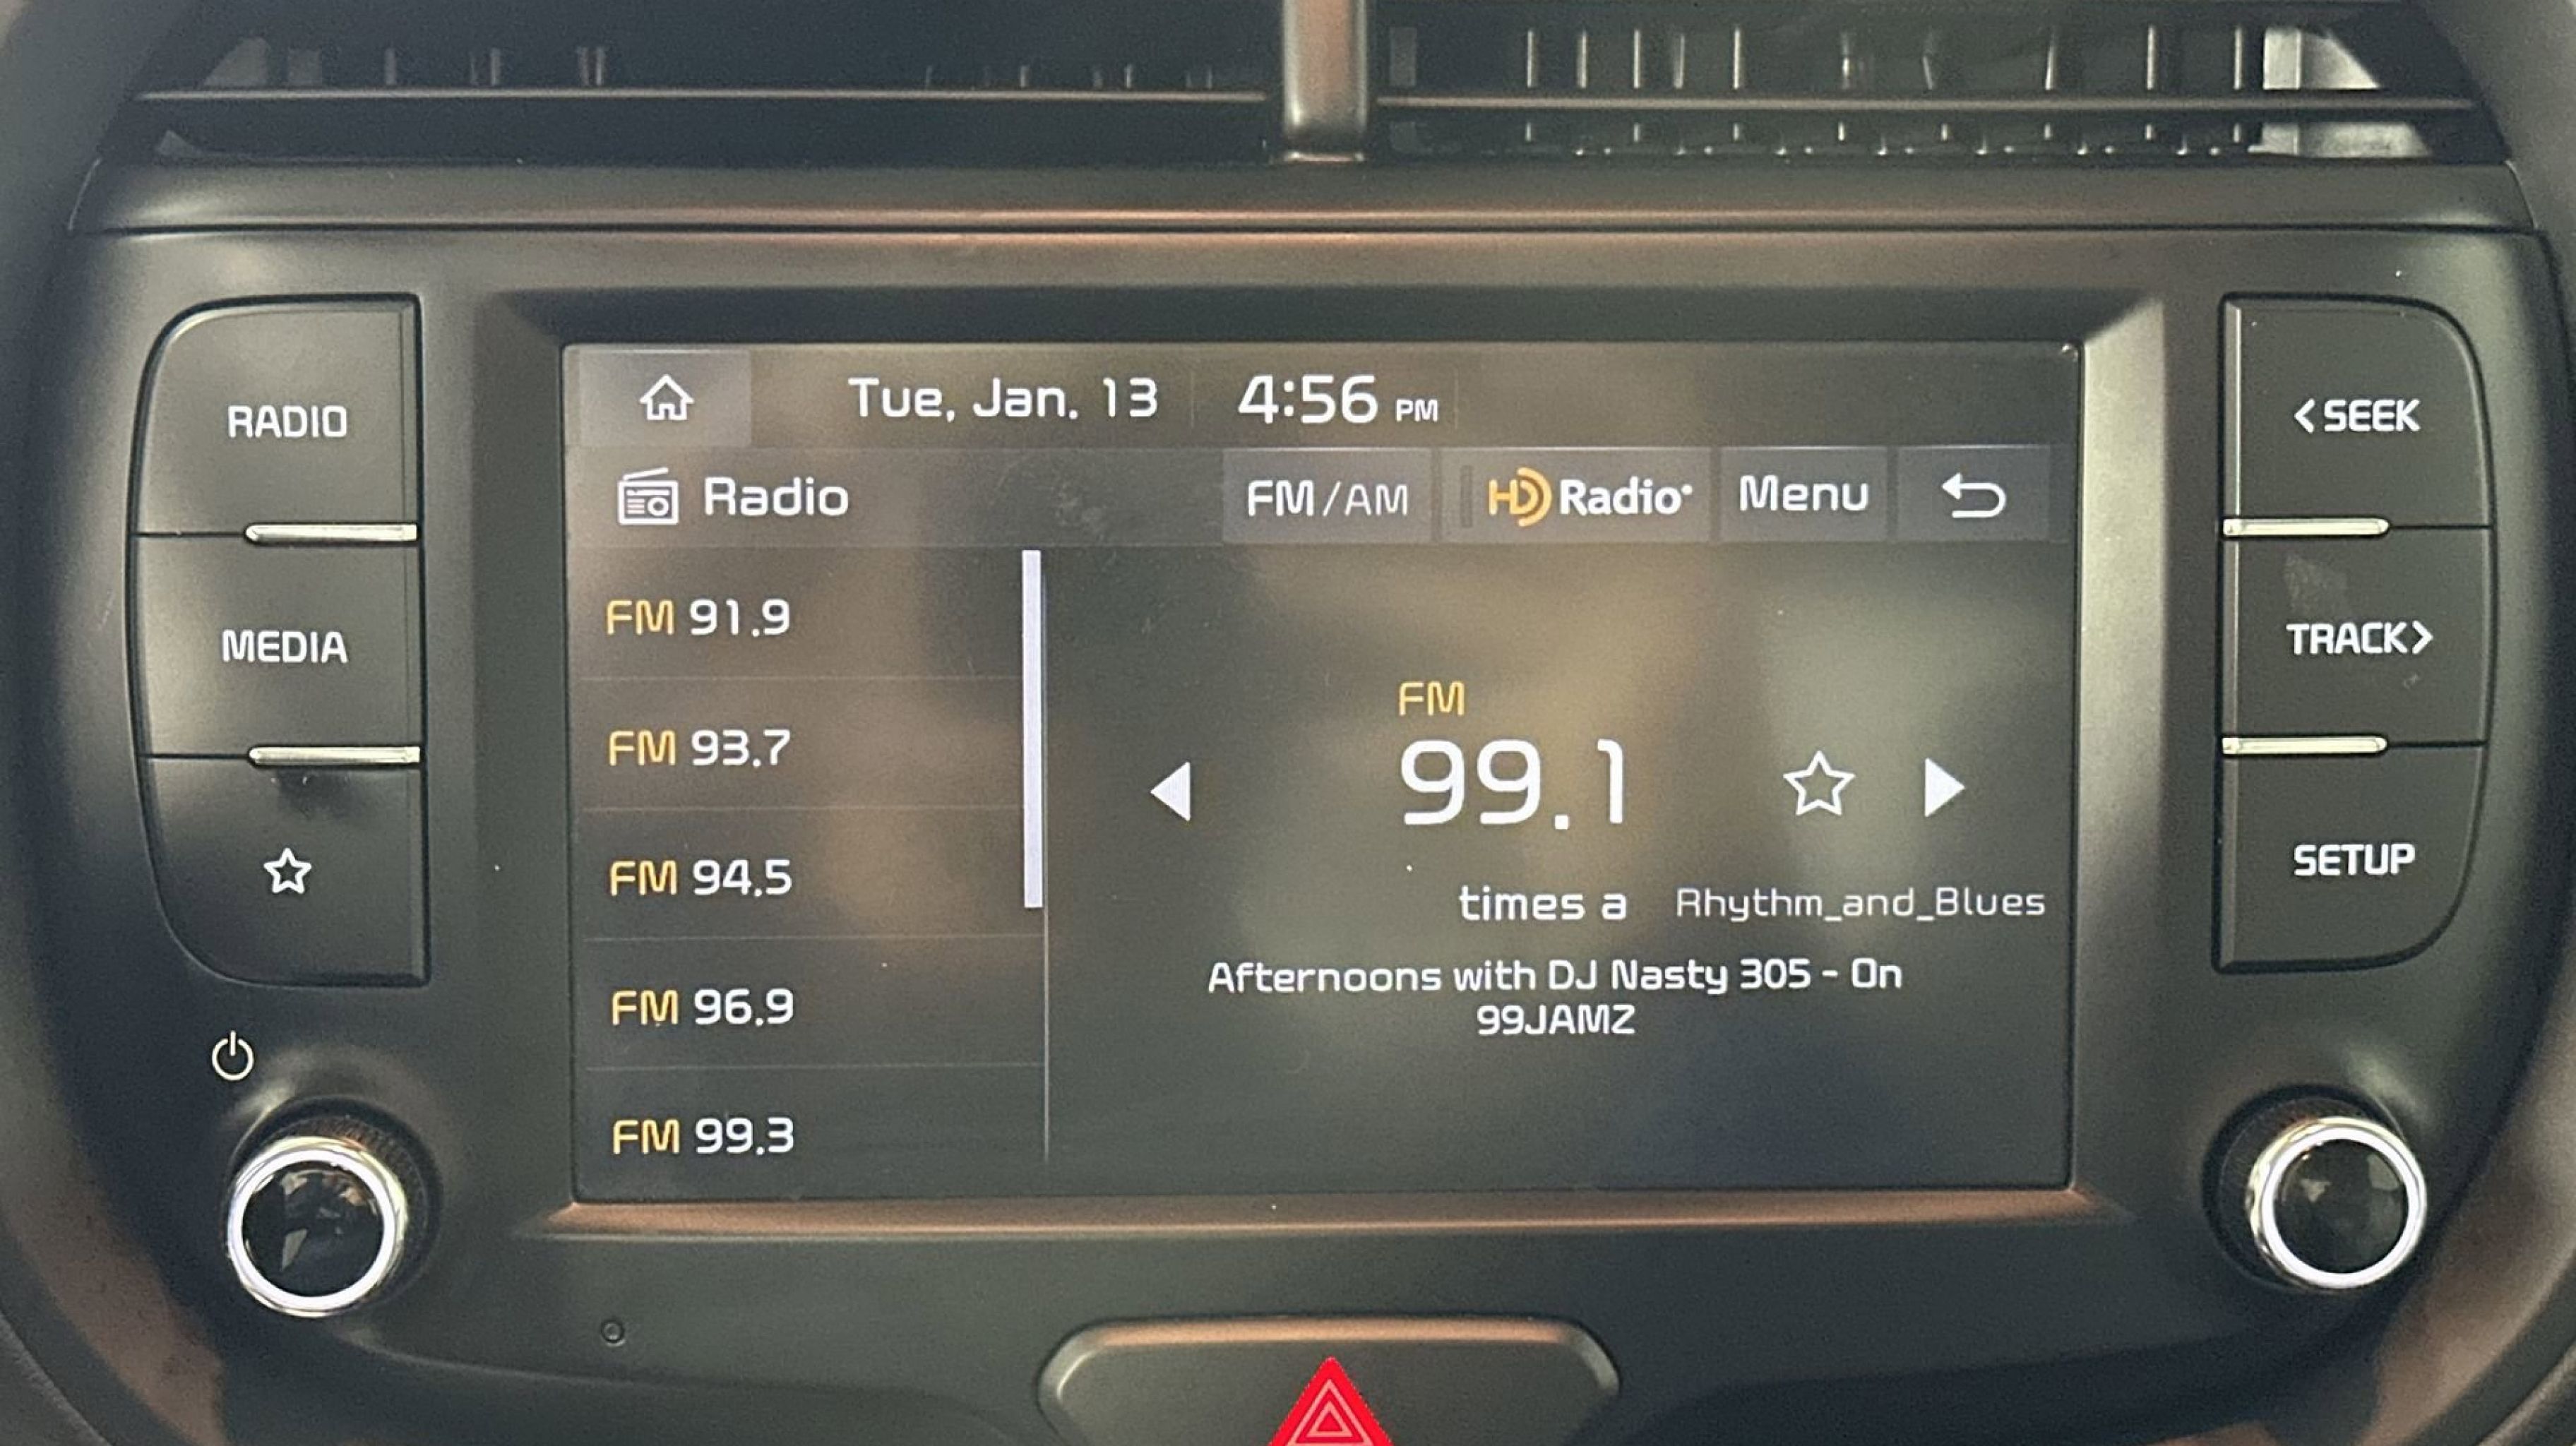 Tue, Jan. 13 4:56 PM
Radio FM/AM HD Radio Menu
RADIO
MEDIA
FM 91.9
FM 93.7
FM 94.5
FM 96.9
FM 99.3
FM
99.1
times a Rhythm_and_Blues
Afternoons with DJ Nasty 305 - On
99JAMZ
<SEEK
TRACK>
SETUP